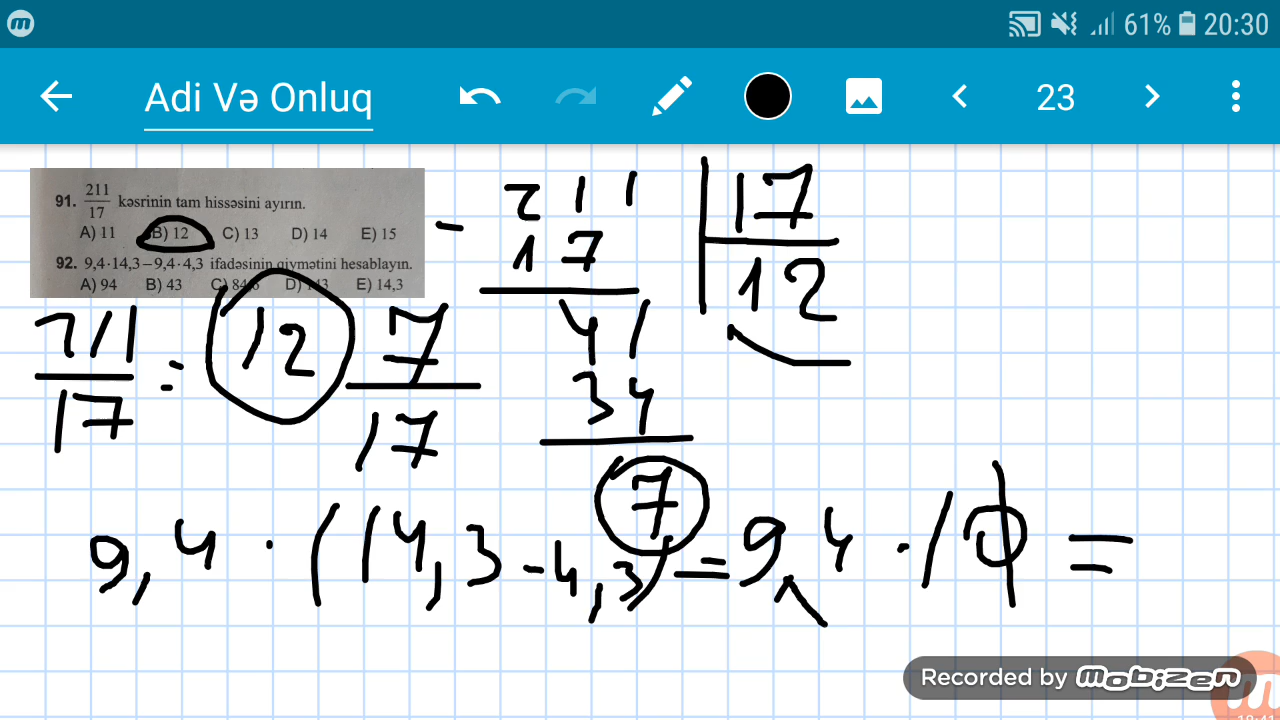 61% 20:30
Adi Və Onluq 23
91. 211/17 kəsrinin tam hissəsini ayırın.
A) 11 B) 12 C) 13 D) 14 E) 15
92. 9,4·14,3−9,4·4,3 ifadəsinin qiymətini hesablayın.
A) 94 B) 43 C) 84,6 D) 143 E) 14,3
- 211 | 17
17 12
41
34
7
211/17 = 12 7/17
9,4 · (14,3 - 4,3) = 9,4 · 10 =
Recorded by mobizen